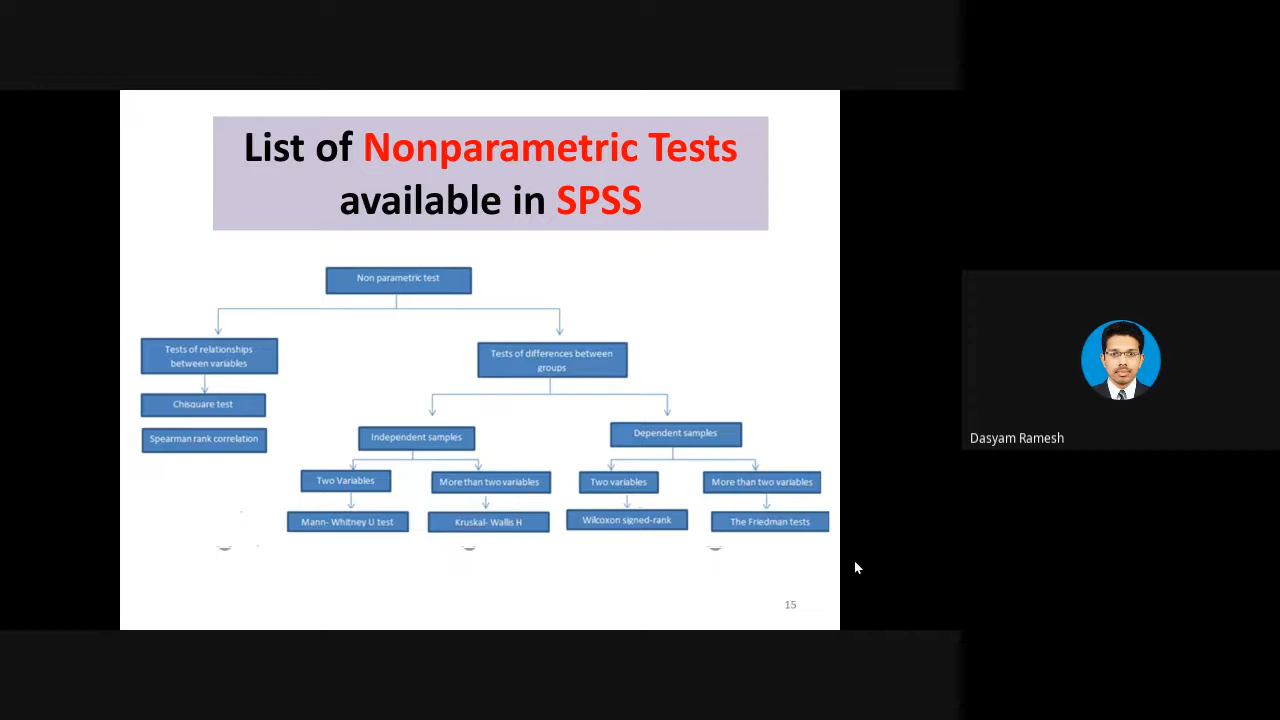 List of Nonparametric Tests
available in SPSS
Non parametric test
Tests of relationships
between variables
Tests of differences between
groups
Chisquare test
Spearman rank correlation
Independent samples
Dependent samples
Two Variables
More than two variables
Two variables
More than two variables
Mann- Whitney U test
Kruskal- Wallis H
Wilcoxon signed-rank
The Friedman tests
15
Dasyam Ramesh